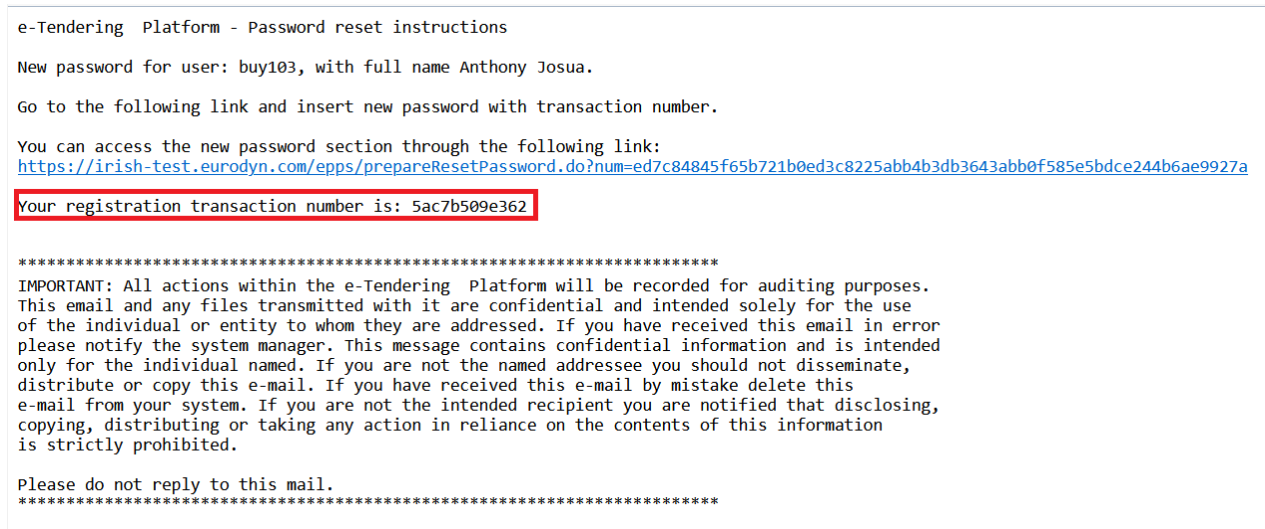 e-Tendering  Platform - Password reset instructions
New password for user: buy103, with full name Anthony Josua.
Go to the following link and insert new password with transaction number.
You can access the new password section through the following link:
https://irish-test.eurodyn.com/epps/prepareResetPassword.do?num=ed7c84845f65b721b0ed3c8225abb4b3db3643abb0f585e5bdce244b6ae9927a
Your registration transaction number is: 5ac7b509e362
*************************************************************************
IMPORTANT: All actions within the e-Tendering  Platform will be recorded for auditing purposes.
This email and any files transmitted with it are confidential and intended solely for the use
of the individual or entity to whom they are addressed. If you have received this email in error
please notify the system manager. This message contains confidential information and is intended
only for the individual named. If you are not the named addressee you should not disseminate,
distribute or copy this e-mail. If you have received this e-mail by mistake delete this
e-mail from your system. If you are not the intended recipient you are notified that disclosing,
copying, distributing or taking any action in reliance on the contents of this information
is strictly prohibited.
Please do not reply to this mail.
*************************************************************************